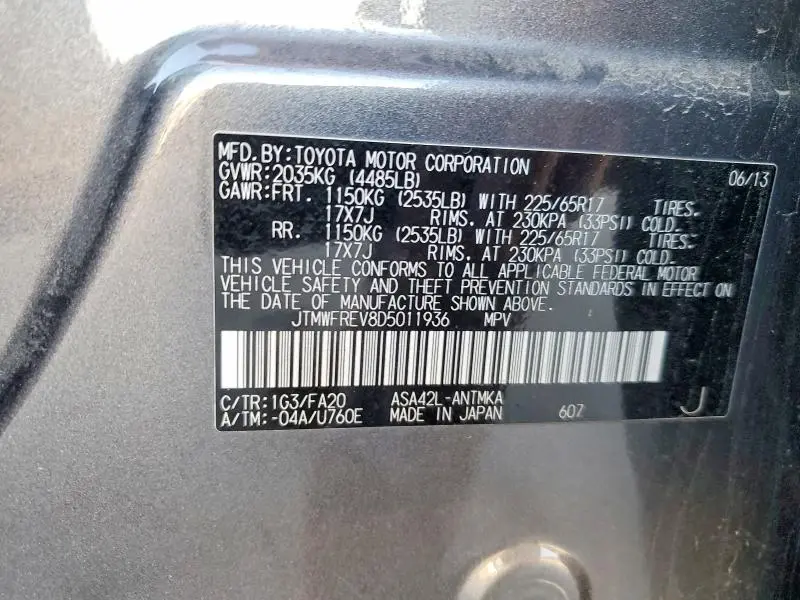 MFD. BY: TOYOTA MOTOR CORPORATION 06/13
GVWR: 2035KG (4485LB)
GAWR: FRT. 1150KG (2535LB) WITH 225/65R17 TIRES.
17X7J RIMS. AT 230KPA (33PSI) COLD.
RR. 1150KG (2535LB) WITH 225/65R17 TIRES.
17X7J RIMS. AT 230KPA (33PSI) COLD.
THIS VEHICLE CONFORMS TO ALL APPLICABLE FEDERAL MOTOR
VEHICLE SAFETY AND THEFT PREVENTION STANDARDS IN EFFECT ON
THE DATE OF MANUFACTURE SHOWN ABOVE.
JTMWFREV8D5011936 MPV
C/TR: 1G3/FA20 ASA42L-ANTMKA
A/TM: -04A/U760E MADE IN JAPAN 607 J